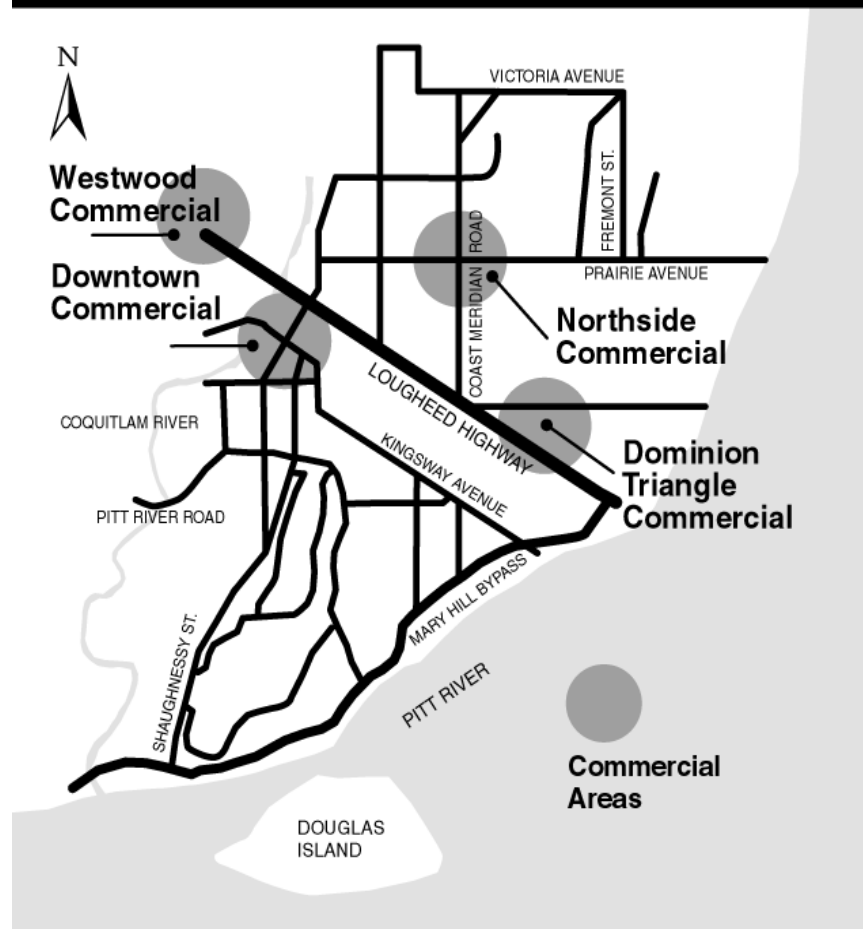 N
VICTORIA AVENUE
FREMONT ST.
Westwood
Commercial
COAST MERIDIAN ROAD
PRAIRIE AVENUE
Downtown
Commercial
Northside
Commercial
LOUGHEED HIGHWAY
COQUITLAM RIVER
KINGSWAY AVENUE
Dominion
Triangle
Commercial
PITT RIVER ROAD
MARY HILL BYPASS
SHAUGHNESSY ST.
PITT RIVER
Commercial
Areas
DOUGLAS
ISLAND